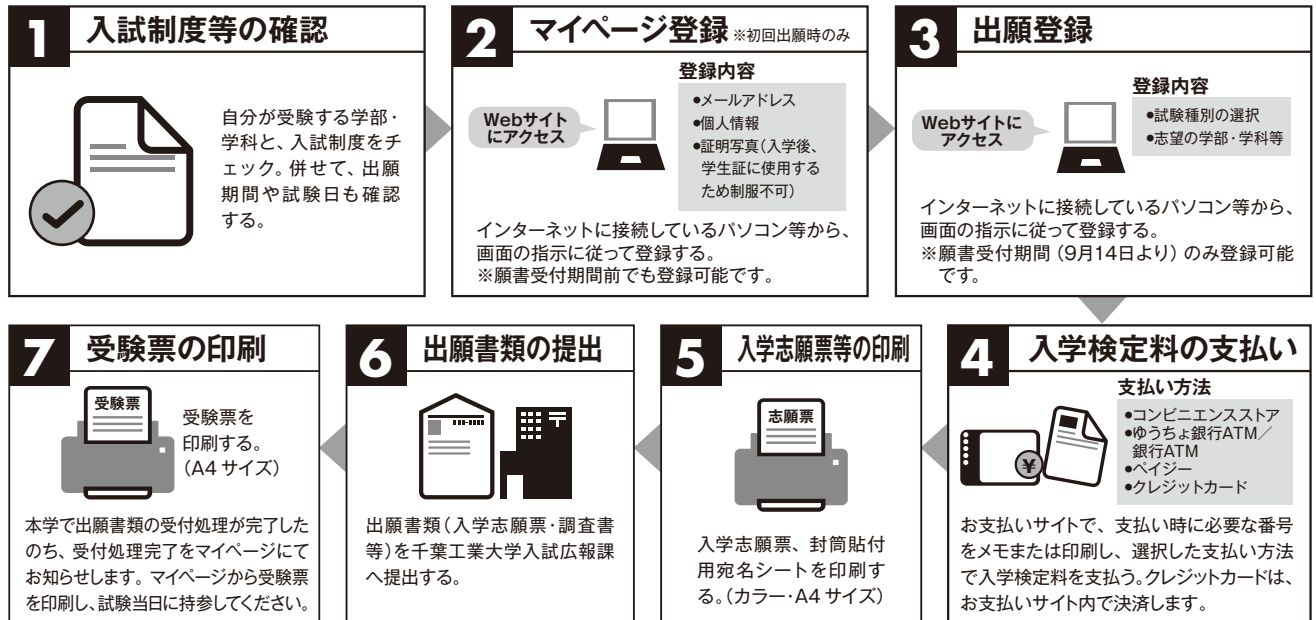 1 入試制度等の確認
自分が受験する学部・
学科と、入試制度をチ
ェック。併せて、出願
期間や試験日も確認
する。
2 マイページ登録 ※初回出願時のみ
Webサイト
にアクセス
登録内容
●メールアドレス
●個人情報
●証明写真(入学後、
学生証に使用する
ため制服不可)
インターネットに接続しているパソコン等から、
画面の指示に従って登録する。
※願書受付期間前でも登録可能です。
3 出願登録
Webサイトに
アクセス
登録内容
●試験種別の選択
●志望の学部・学科等
インターネットに接続しているパソコン等から、
画面の指示に従って登録する。
※願書受付期間(9月14日より)のみ登録可能
です。
4 入学検定料の支払い
支払い方法
●コンビニエンスストア
●ゆうちょ銀行ATM/
銀行ATM
●ペイジー
●クレジットカード
¥
お支払いサイトで、支払い時に必要な番号
をメモまたは印刷し、選択した支払い方法
で入学検定料を支払う。クレジットカードは、
お支払いサイト内で決済します。
5 入学志願票等の印刷
志願票
入学志願票、封筒貼付
用宛名シートを印刷す
る。(カラー・A4サイズ)
6 出願書類の提出
〒
出願書類(入学志願票・調査書
等)を千葉工業大学入試広報課
へ提出する。
7 受験票の印刷
受験票
受験票を
印刷する。
(A4サイズ)
本学で出願書類の受付処理が完了した
のち、受付処理完了をマイページにて
お知らせします。マイページから受験票
を印刷し、試験当日に持参してください。